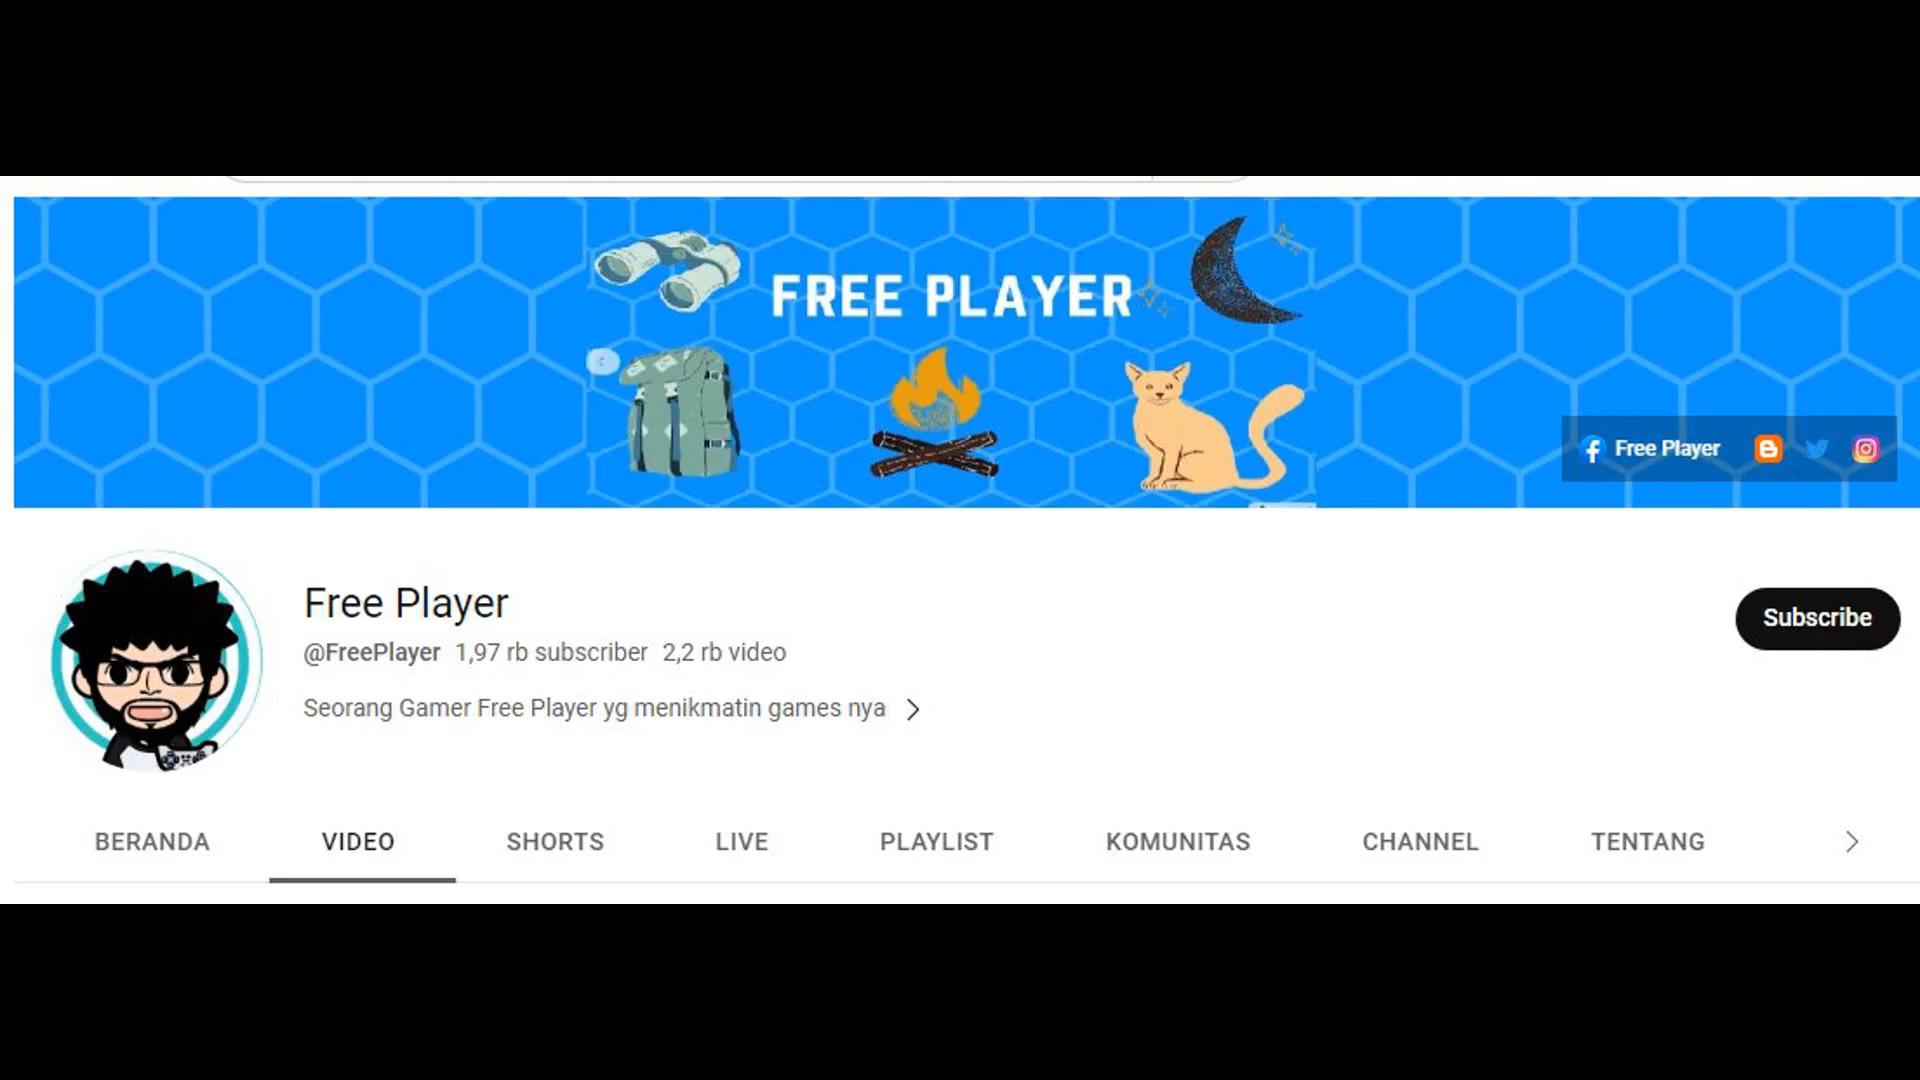 FREE PLAYER
Free Player
Free Player
@FreePlayer 1,97 rb subscriber 2,2 rb video
Subscribe
Seorang Gamer Free Player yg menikmatin games nya
BERANDA VIDEO SHORTS LIVE PLAYLIST KOMUNITAS CHANNEL TENTANG